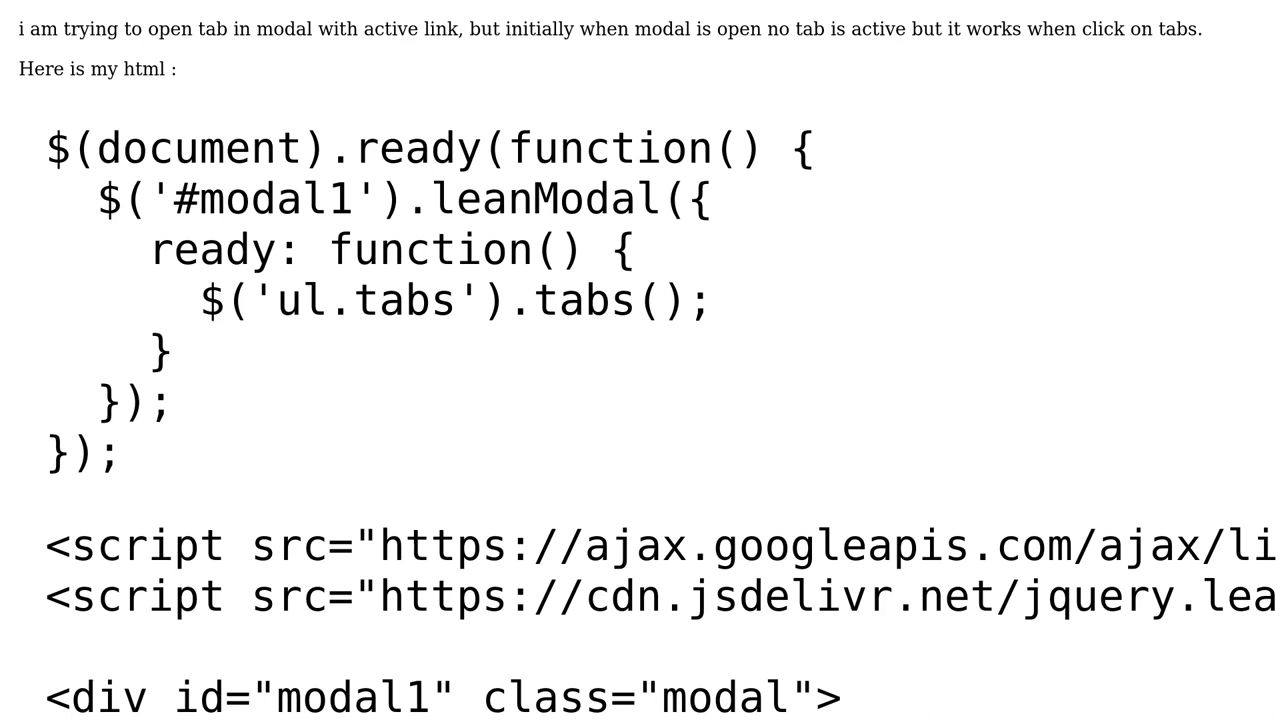 i am trying to open tab in modal with active link, but initially when modal is open no tab is active but it works when click on tabs.
Here is my html :
$(document).ready(function() {
  $('#modal1').leanModal({
    ready: function() {
      $('ul.tabs').tabs();
    }
  });
});
<script src="https://ajax.googleapis.com/ajax/li
<script src="https://cdn.jsdelivr.net/jquery.lea
<div id="modal1" class="modal">